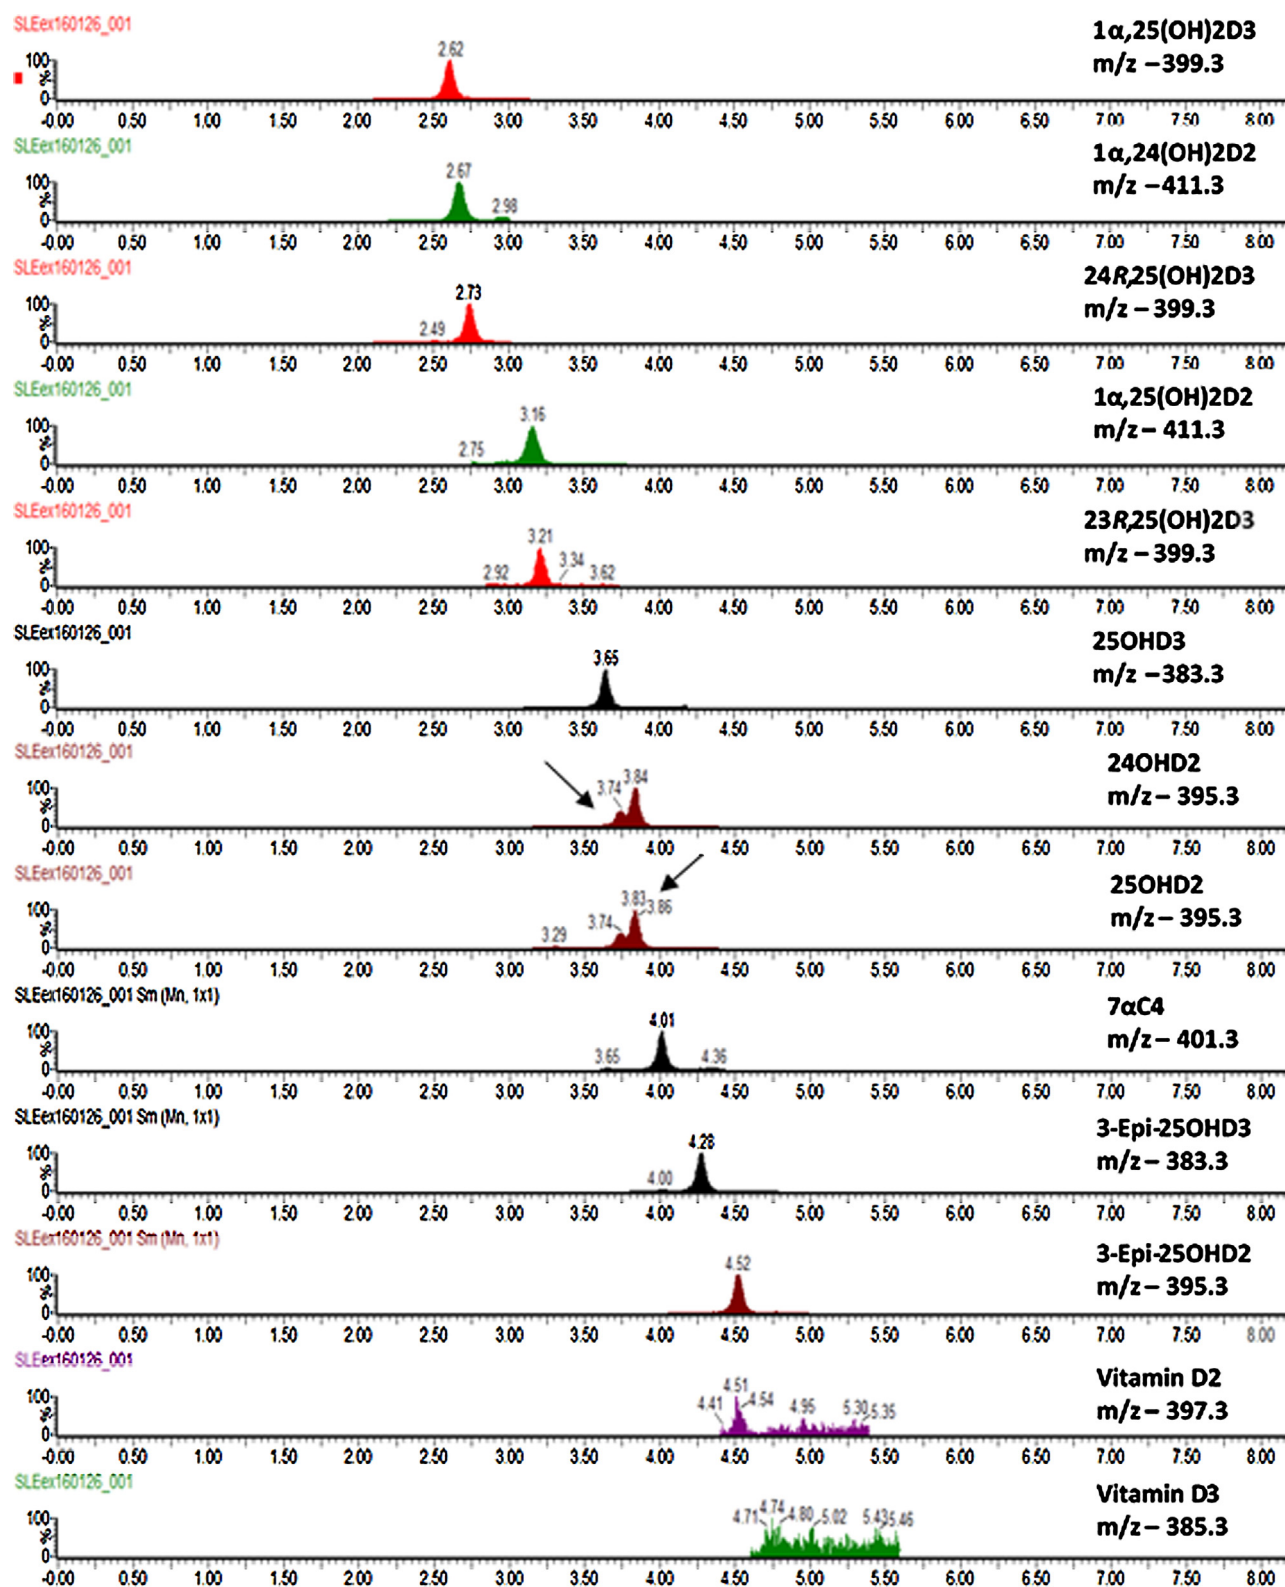 SLEex160126_001
1α,25(OH)2D3
m/z –399.3
2.62
100
%
0
-0.00 0.50 1.00 1.50 2.00 2.50 3.00 3.50 4.00 4.50 5.00 5.50 6.00 6.50 7.00 7.50 8.00
SLEex160126_001
1α,24(OH)2D2
m/z –411.3
2.67
2.98
100
%
0
-0.00 0.50 1.00 1.50 2.00 2.50 3.00 3.50 4.00 4.50 5.00 5.50 6.00 6.50 7.00 7.50 8.00
SLEex160126_001
24R,25(OH)2D3
m/z – 399.3
2.73
2.49
100
%
0
-0.00 0.50 1.00 1.50 2.00 2.50 3.00 3.50 4.00 4.50 5.00 5.50 6.00 6.50 7.00 7.50 8.00
SLEex160126_001
1α,25(OH)2D2
m/z – 411.3
3.16
2.75
100
%
0
-0.00 0.50 1.00 1.50 2.00 2.50 3.00 3.50 4.00 4.50 5.00 5.50 6.00 6.50 7.00 7.50 8.00
SLEex160126_001
23R,25(OH)2D3
m/z – 399.3
3.21
2.92 3.34 3.62
100
%
0
-0.00 0.50 1.00 1.50 2.00 2.50 3.00 3.50 4.00 4.50 5.00 5.50 6.00 6.50 7.00 7.50 8.00
SLEex160126_001
25OHD3
m/z –383.3
3.65
100
%
0
-0.00 0.50 1.00 1.50 2.00 2.50 3.00 3.50 4.00 4.50 5.00 5.50 6.00 6.50 7.00 7.50 8.00
SLEex160126_001
24OHD2
m/z – 395.3
3.74 3.84
100
%
0
-0.00 0.50 1.00 1.50 2.00 2.50 3.00 3.50 4.00 4.50 5.00 5.50 6.00 6.50 7.00 7.50 8.00
SLEex160126_001
25OHD2
m/z – 395.3
3.29 3.74 3.83 3.86
100
%
0
-0.00 0.50 1.00 1.50 2.00 2.50 3.00 3.50 4.00 4.50 5.00 5.50 6.00 6.50 7.00 7.50 8.00
SLEex160126_001 Sm (Mn, 1x1)
7αC4
m/z – 401.3
4.01
3.65 4.36
100
%
0
-0.00 0.50 1.00 1.50 2.00 2.50 3.00 3.50 4.00 4.50 5.00 5.50 6.00 6.50 7.00 7.50 8.00
SLEex160126_001 Sm (Mn, 1x1)
3-Epi-25OHD3
m/z – 383.3
4.28
4.00
100
%
0
-0.00 0.50 1.00 1.50 2.00 2.50 3.00 3.50 4.00 4.50 5.00 5.50 6.00 6.50 7.00 7.50 8.00
SLEex160126_001 Sm (Mn, 1x1)
3-Epi-25OHD2
m/z – 395.3
4.52
100
%
0
-0.00 0.50 1.00 1.50 2.00 2.50 3.00 3.50 4.00 4.50 5.00 5.50 6.00 6.50 7.00 7.50 8.00
SLEex160126_001
Vitamin D2
m/z – 397.3
4.41 4.51 4.54 4.95 5.30 5.35
100
%
0
-0.00 0.50 1.00 1.50 2.00 2.50 3.00 3.50 4.00 4.50 5.00 5.50 6.00 6.50 7.00 7.50 8.00
SLEex160126_001
Vitamin D3
m/z – 385.3
4.71 4.74 4.80 5.02 5.43 5.46
100
%
0
-0.00 0.50 1.00 1.50 2.00 2.50 3.00 3.50 4.00 4.50 5.00 5.50 6.00 6.50 7.00 7.50 8.00